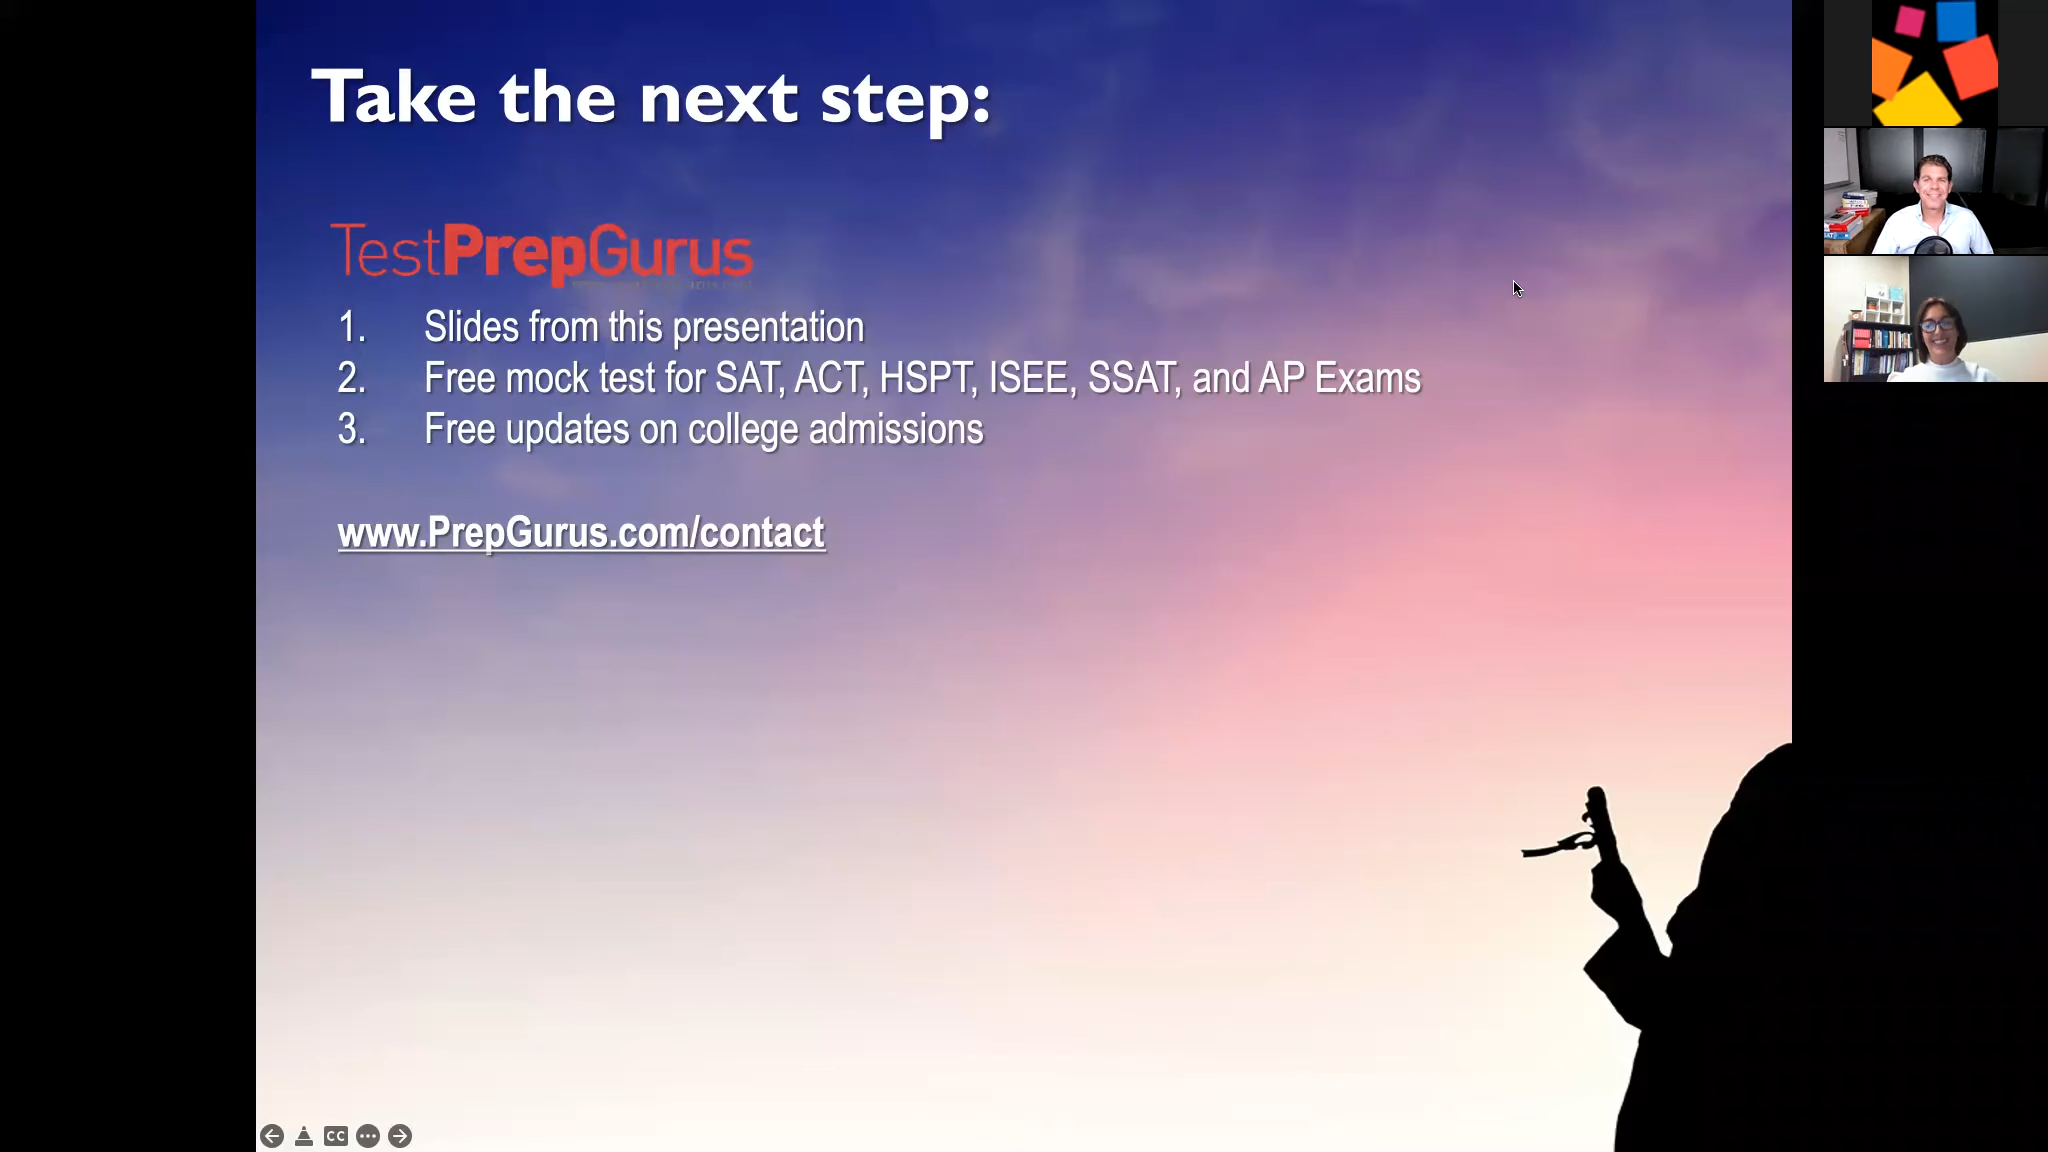 Take the next step:
TestPrepGurus
1. Slides from this presentation
2. Free mock test for SAT, ACT, HSPT, ISEE, SSAT, and AP Exams
3. Free updates on college admissions
www.PrepGurus.com/contact
CC